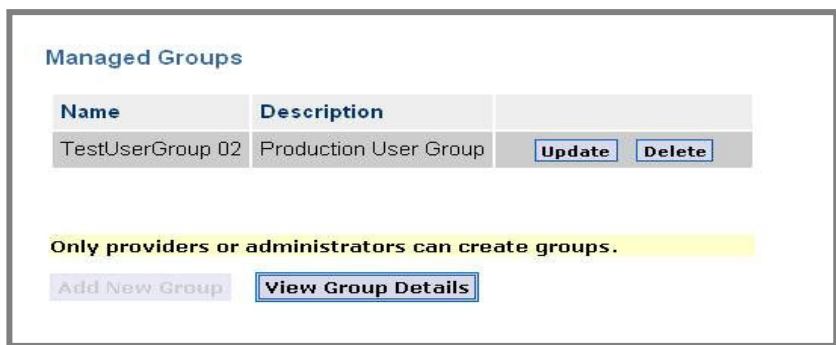 Managed Groups
Name Description
TestUserGroup 02 Production User Group Update Delete
Only providers or administrators can create groups.
Add New Group View Group Details